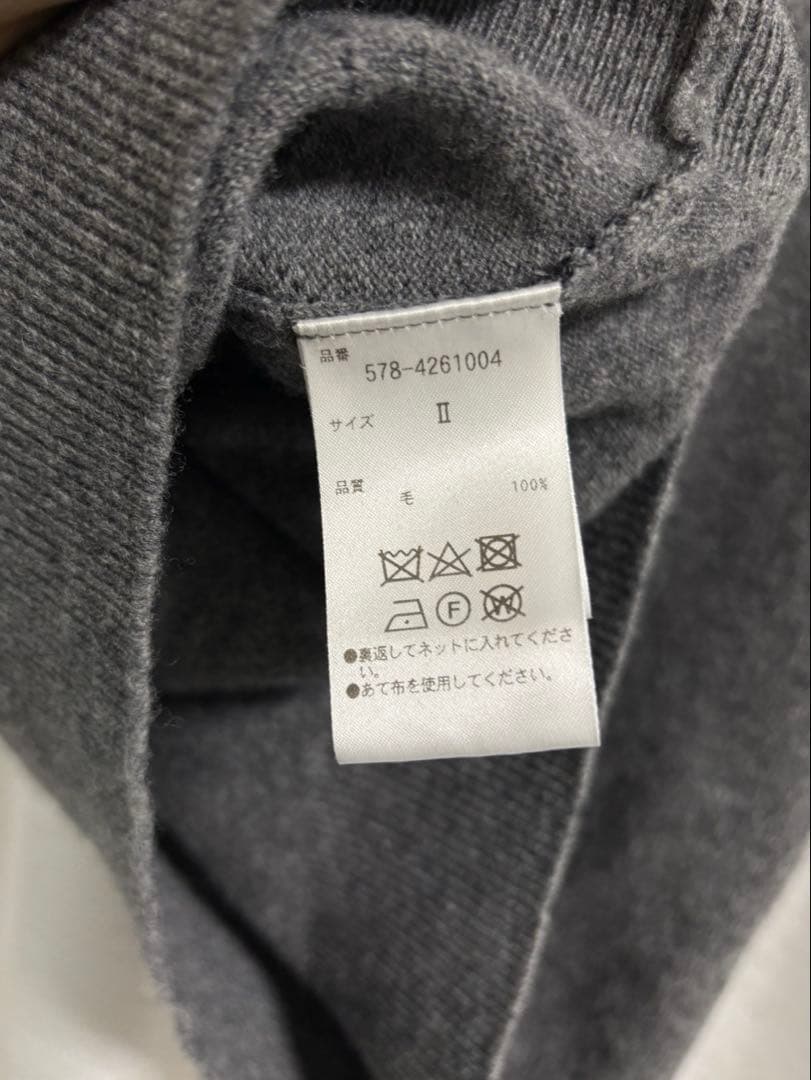 品番
578-4261004
サイズ Ⅱ
品質 毛 100%
F W
●裏返してネットに入れてくださ
い。
●あて布を使用してください。